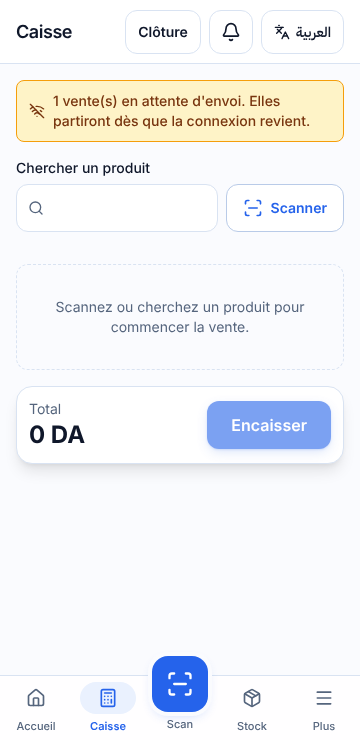 Caisse
Clôture
العربية
1 vente(s) en attente d'envoi. Elles
partiront dès que la connexion revient.
Chercher un produit
Scanner
Scannez ou cherchez un produit pour
commencer la vente.
Total
0 DA
Encaisser
Accueil
Caisse
Scan
Stock
Plus